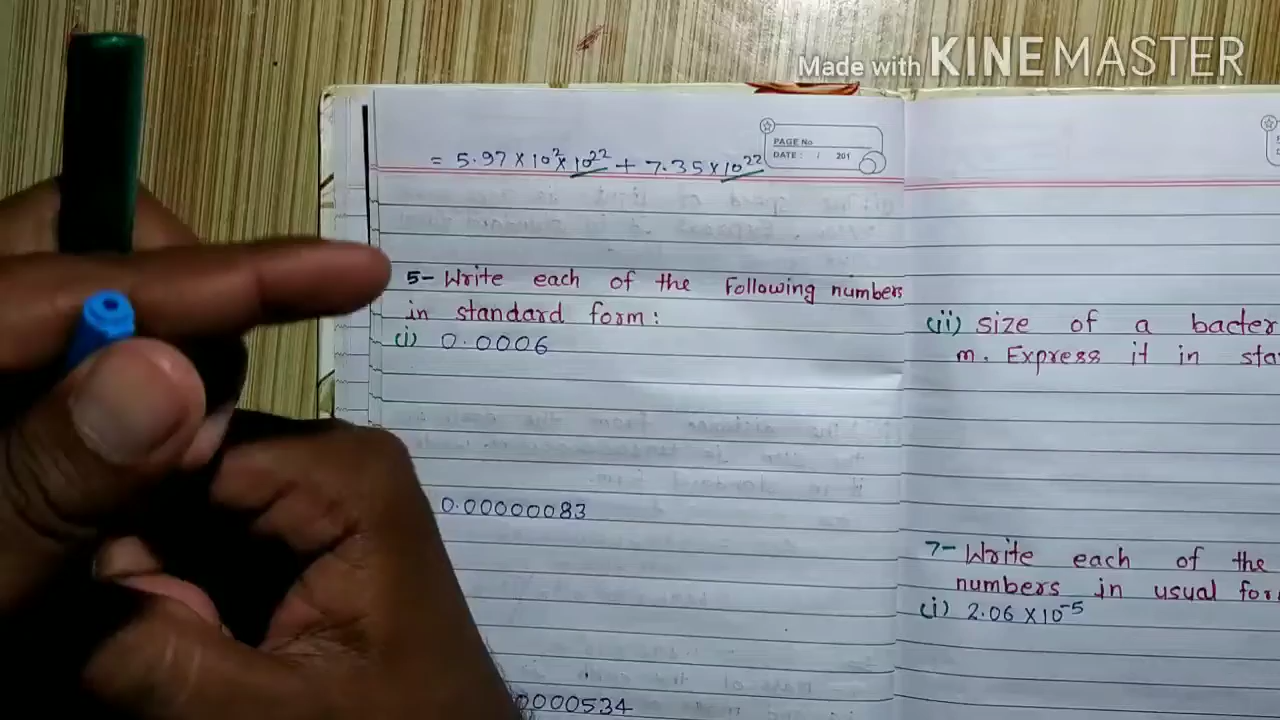 Made with KINEMASTER
PAGE No
DATE : / 201
= 5.97 × 10² × 10²² + 7.35 × 10²²
5- Write each of the following numbers
in standard form:
(i) 0.0006
0.00000083
0000534
(ii) size of a bacter
m. Express it in sta
7- Write each of the
numbers in usual for
(i) 2.06 × 10⁻⁵